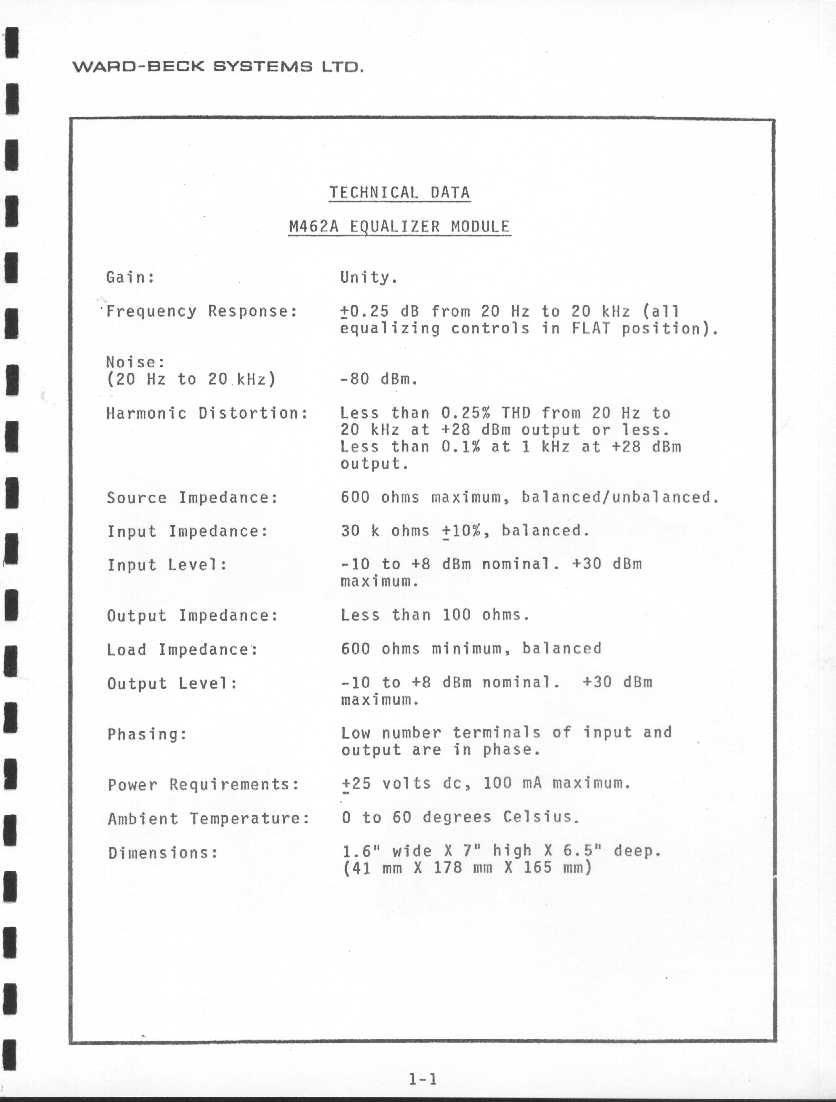 WARD-BECK SYSTEMS LTD.
TECHNICAL DATA
M462A EQUALIZER MODULE
Gain: Unity.
Frequency Response: ±0.25 dB from 20 Hz to 20 kHz (all
equalizing controls in FLAT position).
Noise:
(20 Hz to 20 kHz) -80 dBm.
Harmonic Distortion: Less than 0.25% THD from 20 Hz to
20 kHz at +28 dBm output or less.
Less than 0.1% at 1 kHz at +28 dBm
output.
Source Impedance: 600 ohms maximum, balanced/unbalanced.
Input Impedance: 30 k ohms ±10%, balanced.
Input Level: -10 to +8 dBm nominal. +30 dBm
maximum.
Output Impedance: Less than 100 ohms.
Load Impedance: 600 ohms minimum, balanced
Output Level: -10 to +8 dBm nominal. +30 dBm
maximum.
Phasing: Low number terminals of input and
output are in phase.
Power Requirements: ±25 volts dc, 100 mA maximum.
Ambient Temperature: 0 to 60 degrees Celsius.
Dimensions: 1.6" wide X 7" high X 6.5" deep.
(41 mm X 178 mm X 165 mm)
1-1